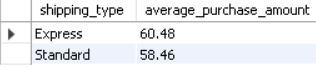 shipping_type average_purchase_amount
Express 60.48
Standard 58.46